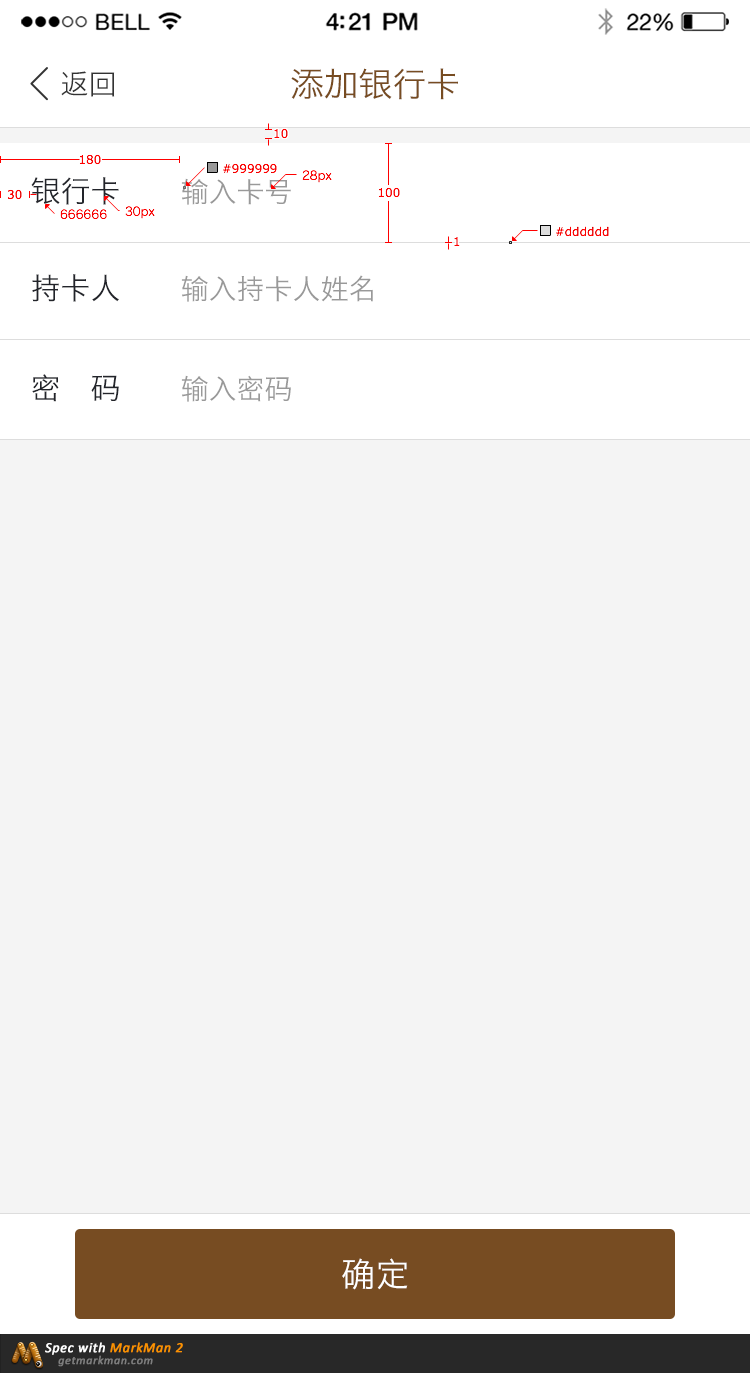 BELL 4:21 PM 22%
返回 添加银行卡
10
180 #999999 28px
30 银行卡 输入卡号 100
666666 30px
1 #dddddd
持卡人 输入持卡人姓名
密 码 输入密码
确定
Spec with MarkMan 2
getmarkman.com